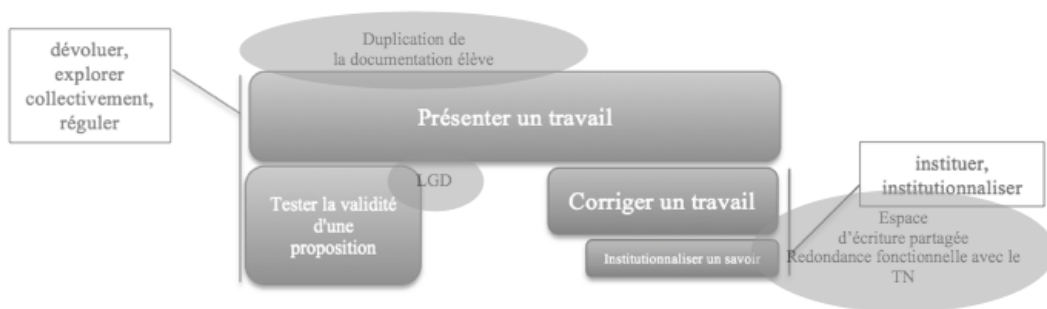 dévoluer,
explorer
collectivement,
réguler
Duplication de
la documentation élève
Présenter un travail
LGD
Tester la validité
d'une
proposition
Corriger un travail
Institutionnaliser un savoir
instituer,
institutionnaliser
Espace
d'écriture partagée
Redondance fonctionnelle avec le
TN